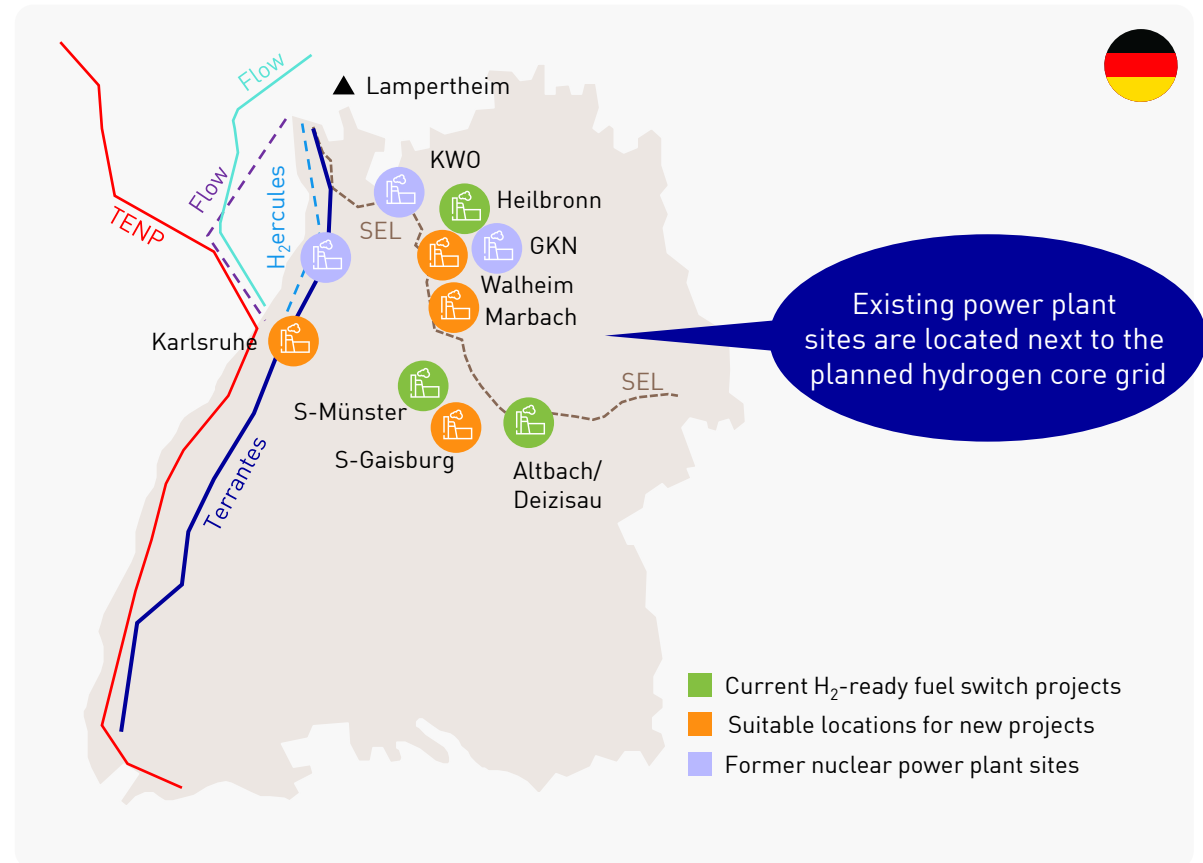 Flow
Lampertheim
Flow
H₂ercules
TENP
KWO
Heilbronn
SEL
GKN
Walheim
Marbach
Karlsruhe
Existing power plant
sites are located next to the
planned hydrogen core grid
SEL
S-Münster
S-Gaisburg
Altbach/
Deizisau
Terrantes
Current H₂-ready fuel switch projects
Suitable locations for new projects
Former nuclear power plant sites